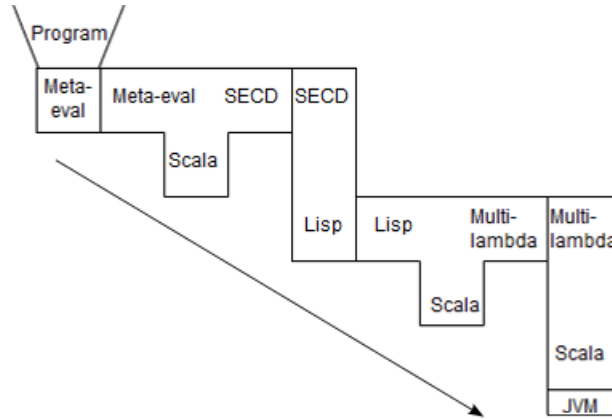 Program
Meta-
eval
Meta-eval
SECD
SECD
Scala
Lisp
Lisp
Multi-
lambda
Multi-
lambda
Scala
Scala
JVM